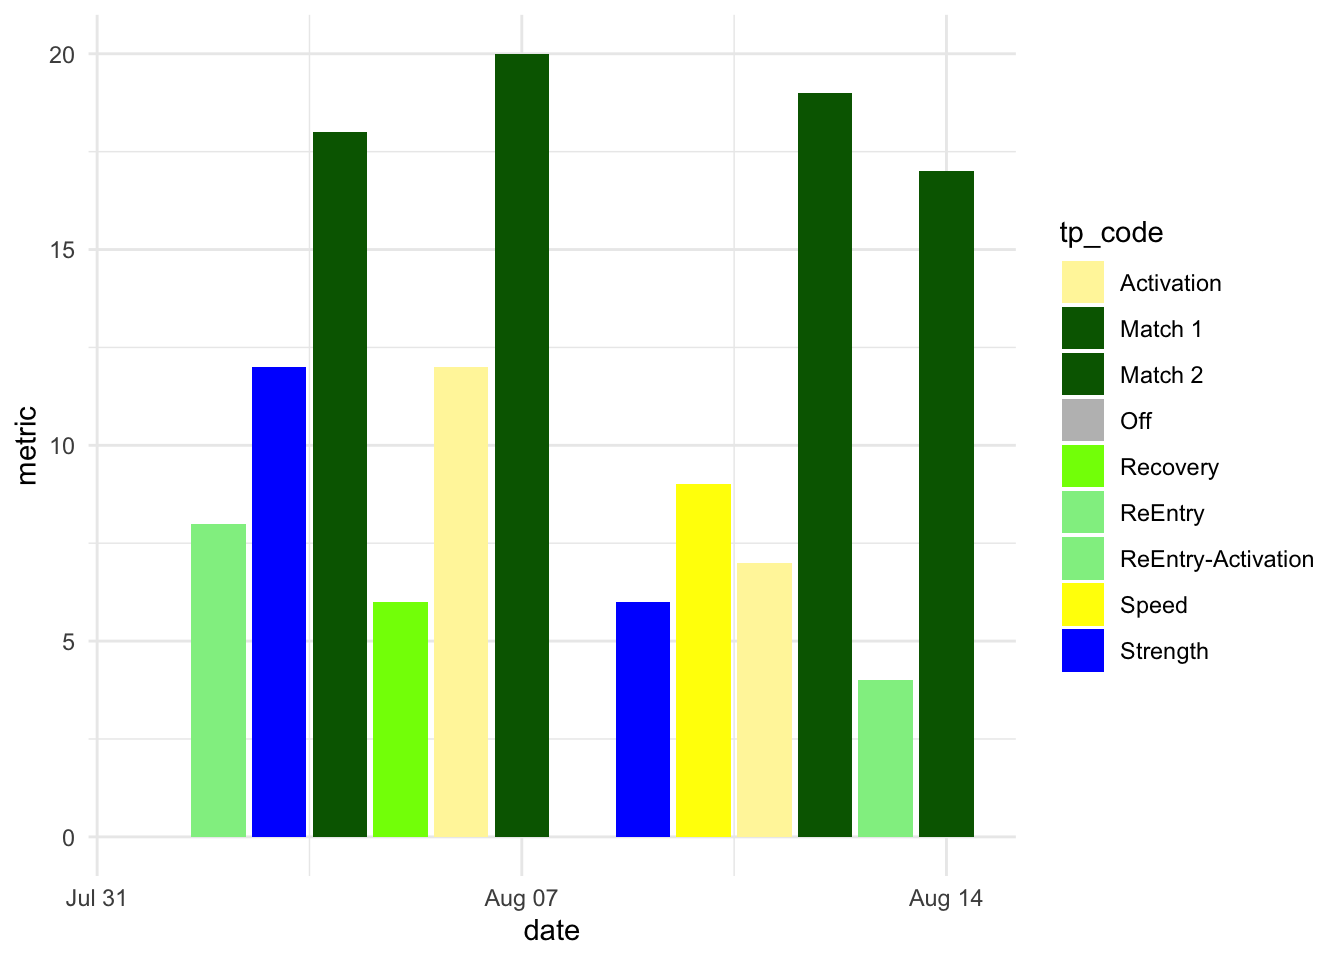 20
15
10
5
0
metric
Jul 31
Aug 07
Aug 14
date
tp_code
Activation
Match 1
Match 2
Off
Recovery
ReEntry
ReEntry-Activation
Speed
Strength